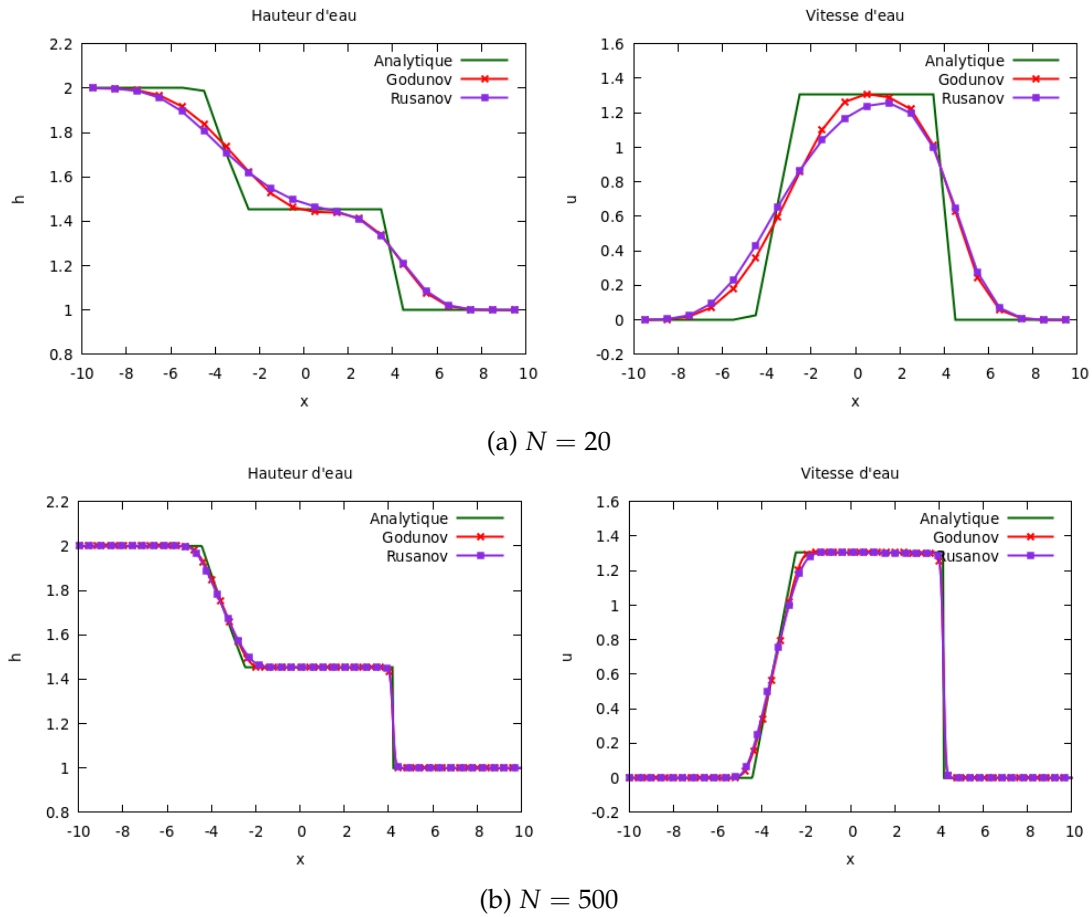 Hauteur d'eau
Vitesse d'eau
2.2
2
1.8
1.6
1.4
1.2
1
0.8
h
Analytique
Godunov
Rusanov
-10 -8 -6 -4 -2 0 2 4 6 8 10
x
1.6
1.4
1.2
1
0.8
0.6
0.4
0.2
0
-0.2
u
Analytique
Godunov
Rusanov
-10 -8 -6 -4 -2 0 2 4 6 8 10
x
(a) N = 20
Hauteur d'eau
Vitesse d'eau
2.2
2
1.8
1.6
1.4
1.2
1
0.8
h
Analytique
Godunov
Rusanov
-10 -8 -6 -4 -2 0 2 4 6 8 10
x
1.6
1.4
1.2
1
0.8
0.6
0.4
0.2
0
-0.2
u
Analytique
Godunov
Rusanov
-10 -8 -6 -4 -2 0 2 4 6 8 10
x
(b) N = 500